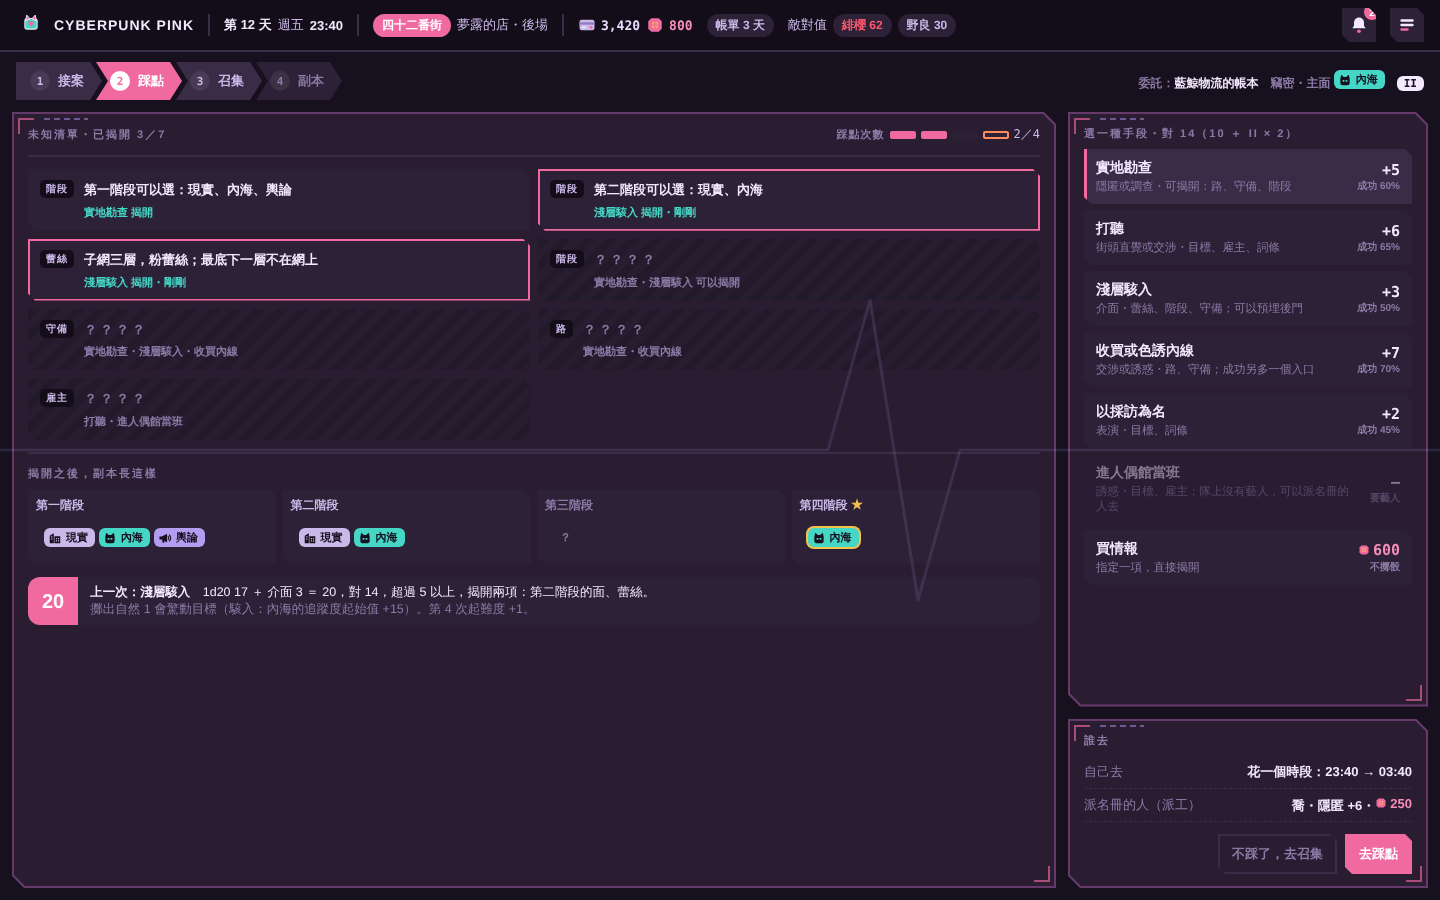 CYBERPUNK PINK 第 12 天 週五 23:40 四十二番街 夢露的店・後場 3,420 800 帳單 3 天 敵對值 緋櫻 62 野良 30
1 接案 2 踩點 3 召集 4 副本 委託：藍鯨物流的帳本 竊密・主面 內海 II
未知清單・已揭開 3／7 踩點次數 2／4
階段 第一階段可以選：現實、內海、輿論
實地勘查 揭開
階段 第二階段可以選：現實、內海
淺層駭入 揭開・剛剛
蕾絲 子網三層，粉蕾絲；最底下一層不在網上
淺層駭入 揭開・剛剛
階段 ？？？？
實地勘查・淺層駭入 可以揭開
守備 ？？？？
實地勘查・淺層駭入・收買內線
路 ？？？？
實地勘查・收買內線
雇主 ？？？？
打聽・進人偶館當班
揭開之後，副本長這樣
第一階段 第二階段 第三階段 第四階段 ★
現實 內海 輿論 現實 內海 ？ 內海
20 上一次：淺層駭入 1d20 17 ＋ 介面 3 ＝ 20，對 14，超過 5 以上，揭開兩項：第二階段的面、蕾絲。
擲出自然 1 會驚動目標（駭入：內海的追蹤度起始值 +15）。第 4 次起難度 +1。
選一種手段・對 14（10 ＋ II × 2）
實地勘查 +5
隱匿或調查・可揭開：路、守備、階段 成功 60%
打聽 +6
街頭直覺或交涉・目標、雇主、詞條 成功 65%
淺層駭入 +3
介面・蕾絲、階段、守備；可以預埋後門 成功 50%
收買或色誘內線 +7
交涉或誘惑・路、守備；成功另多一個入口 成功 70%
以採訪為名 +2
表演・目標、詞條 成功 45%
進人偶館當班 —
誘惑・目標、雇主；隊上沒有藝人，可以派名冊的 要藝人
人去
買情報 600
指定一項，直接揭開 不擲骰
誰去
自己去 花一個時段：23:40 → 03:40
派名冊的人（派工） 喬・隱匿 +6・ 250
不踩了，去召集 去踩點